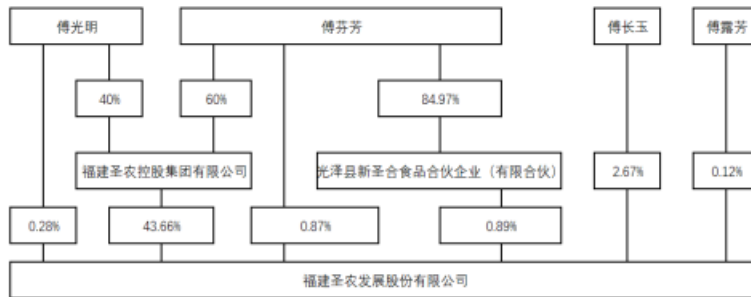 傅光明
傅芬芳
傅长玉
傅露芳
40%
60%
84.97%
福建圣农控股集团有限公司
光泽县新圣合食品合伙企业（有限合伙）
2.67%
0.12%
0.28%
43.66%
0.87%
0.89%
福建圣农发展股份有限公司